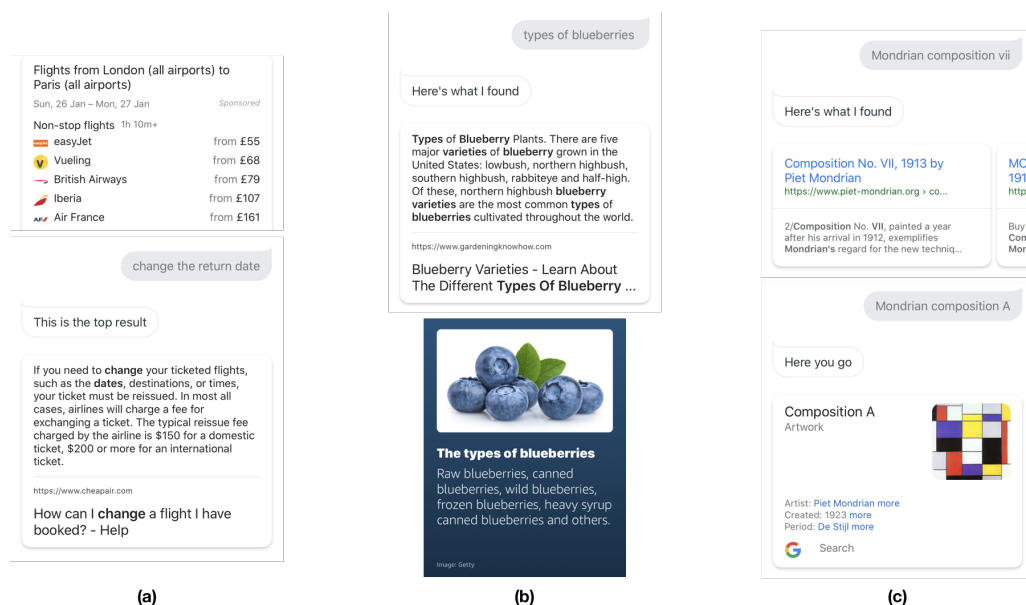 Flights from London (all airports) to
Paris (all airports)
Sun, 26 Jan – Mon, 27 Jan Sponsored
Non-stop flights 1h 10m+
easyJet from £55
Vueling from £68
British Airways from £79
Iberia from £107
AF Air France from £161
change the return date
This is the top result
If you need to change your ticketed flights,
such as the dates, destinations, or times,
your ticket must be reissued. In most all
cases, airlines will charge a fee for
exchanging a ticket. The typical reissue fee
charged by the airline is $150 for a domestic
ticket, $200 or more for an international
ticket.
https://www.cheapair.com
How can I change a flight I have
booked? - Help
(a)
types of blueberries
Here's what I found
Types of Blueberry Plants. There are five
major varieties of blueberry grown in the
United States: lowbush, northern highbush,
southern highbush, rabbiteye and half-high.
Of these, northern highbush blueberry
varieties are the most common types of
blueberries cultivated throughout the world.
https://www.gardeningknowhow.com
Blueberry Varieties - Learn About
The Different Types Of Blueberry ...
The types of blueberries
Raw blueberries, canned
blueberries, wild blueberries,
frozen blueberries, heavy syrup
canned blueberries and others.
Image: Getty
(b)
Mondrian composition vii
Here's what I found
Composition No. VII, 1913 by
Piet Mondrian
https://www.piet-mondrian.org › co...
2/Composition No. VII, painted a year
after his arrival in 1912, exemplifies
Mondrian's regard for the new techniq...
MO
191
http
Buy
Con
Mon
Mondrian composition A
Here you go
Composition A
Artwork
Artist: Piet Mondrian more
Created: 1923 more
Period: De Stijl more
G Search
(c)